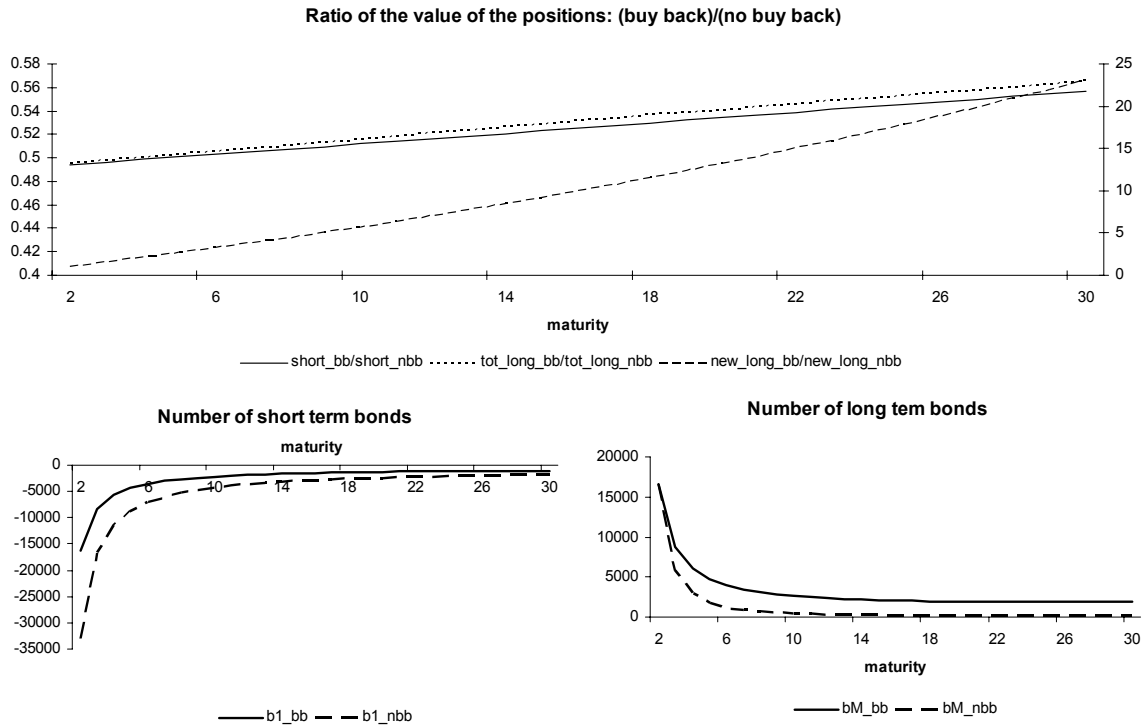 Ratio of the value of the positions: (buy back)/(no buy back)
0.58
0.56
0.54
0.52
0.5
0.48
0.46
0.44
0.42
0.4
25
20
15
10
5
0
2 6 10 14 18 22 26 30
maturity
short_bb/short_nbb tot_long_bb/tot_long_nbb new_long_bb/new_long_nbb
Number of short term bonds
maturity
0
-5000
-10000
-15000
-20000
-25000
-30000
-35000
2 6 10 14 18 22 26 30
b1_bb b1_nbb
Number of long tem bonds
20000
15000
10000
5000
0
2 6 10 14 18 22 26 30
maturity
bM_bb bM_nbb